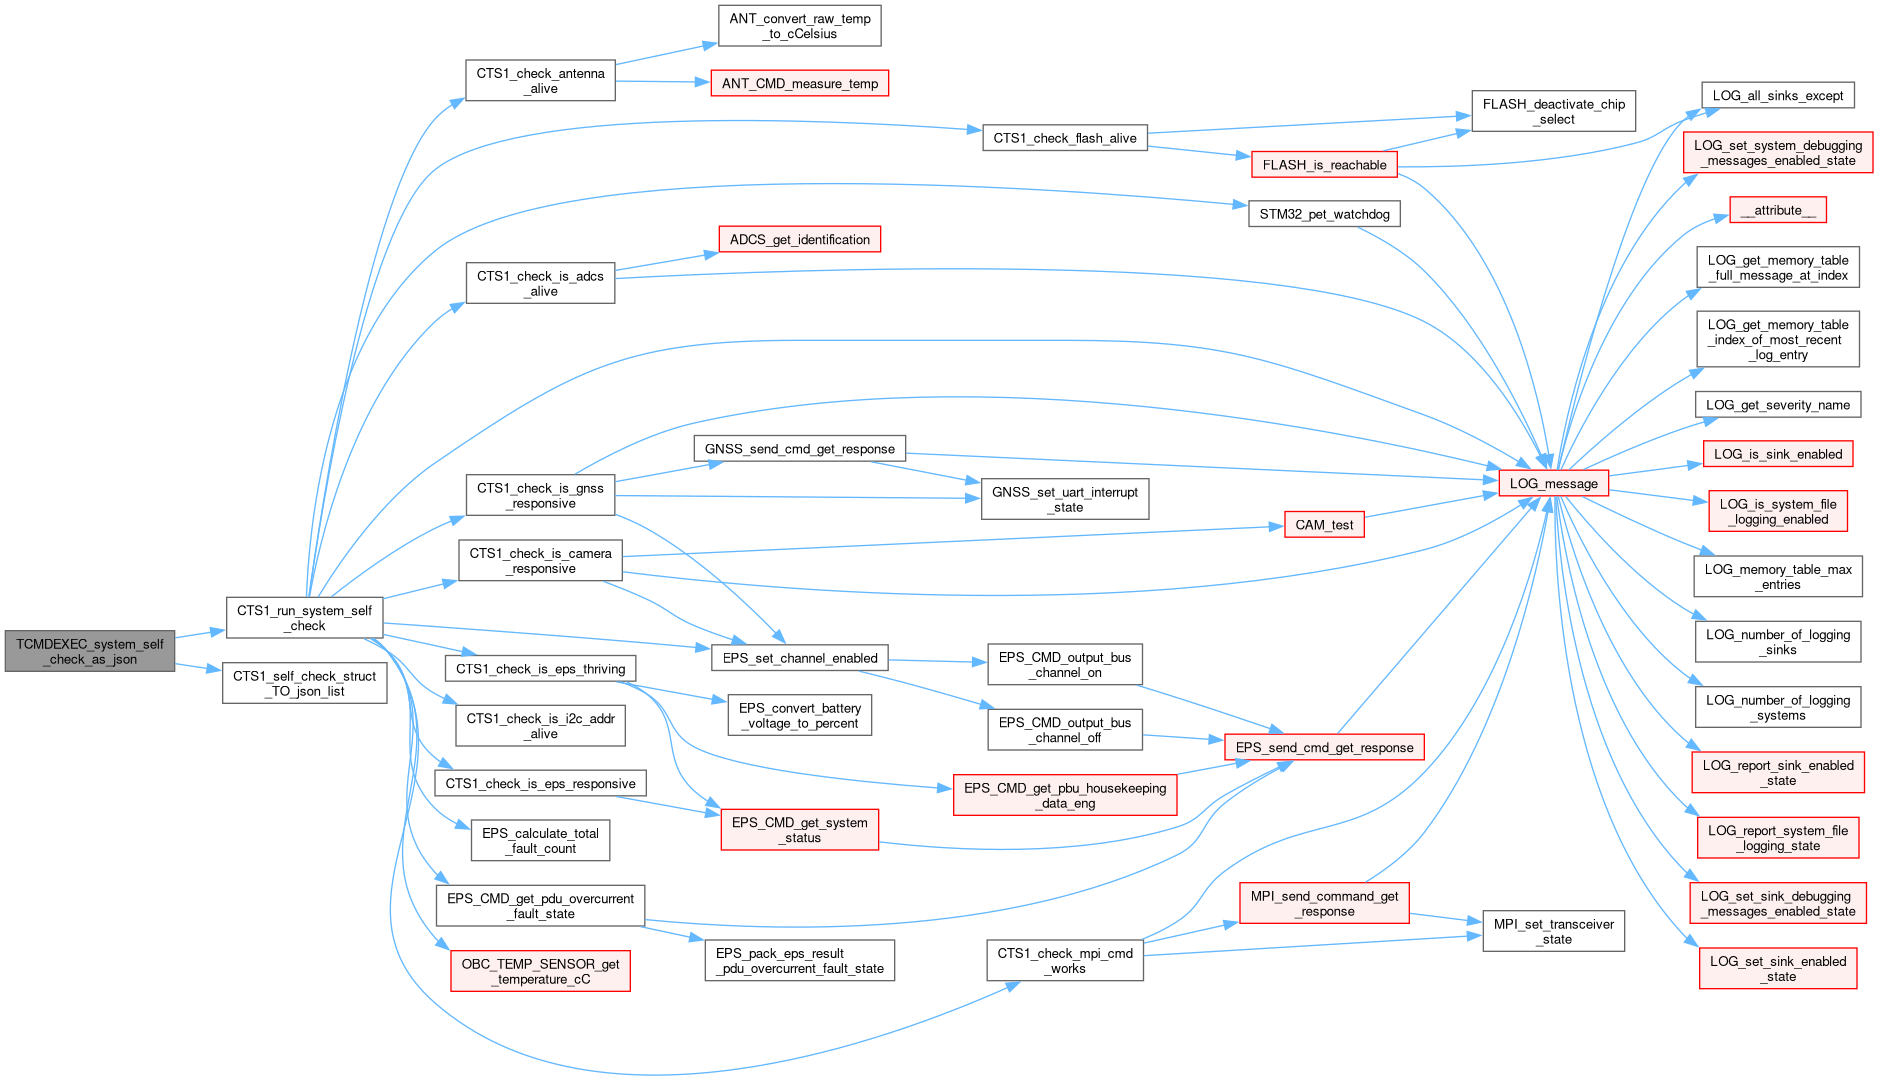 TCMDEXEC_system_self
_check_as_json
CTS1_run_system_self
_check
CTS1_self_check_struct
_TO_json_list
CTS1_check_antenna
_alive
ANT_convert_raw_temp
_to_cCelsius
ANT_CMD_measure_temp
CTS1_check_flash_alive
FLASH_is_reachable
FLASH_deactivate_chip
_select
STM32_pet_watchdog
CTS1_check_is_adcs
_alive
ADCS_get_identification
CTS1_check_is_gnss
_responsive
GNSS_send_cmd_get_response
GNSS_set_uart_interrupt
_state
CTS1_check_is_camera
_responsive
CAM_test
EPS_set_channel_enabled
EPS_CMD_output_bus
_channel_on
EPS_CMD_output_bus
_channel_off
EPS_send_cmd_get_response
CTS1_check_is_eps_thriving
EPS_convert_battery
_voltage_to_percent
EPS_CMD_get_pbu_housekeeping
_data_eng
EPS_CMD_get_system
_status
CTS1_check_is_i2c_addr
_alive
CTS1_check_is_eps_responsive
EPS_calculate_total
_fault_count
EPS_CMD_get_pdu_overcurrent
_fault_state
EPS_pack_eps_result
_pdu_overcurrent_fault_state
OBC_TEMP_SENSOR_get
_temperature_cC
CTS1_check_mpi_cmd
_works
MPI_send_command_get
_response
MPI_set_transceiver
_state
LOG_message
LOG_all_sinks_except
LOG_set_system_debugging
_messages_enabled_state
__attribute__
LOG_get_memory_table
_full_message_at_index
LOG_get_memory_table
_index_of_most_recent
_log_entry
LOG_get_severity_name
LOG_is_sink_enabled
LOG_is_system_file
_logging_enabled
LOG_memory_table_max
_entries
LOG_number_of_logging
_sinks
LOG_number_of_logging
_systems
LOG_report_sink_enabled
_state
LOG_report_system_file
_logging_state
LOG_set_sink_debugging
_messages_enabled_state
LOG_set_sink_enabled
_state